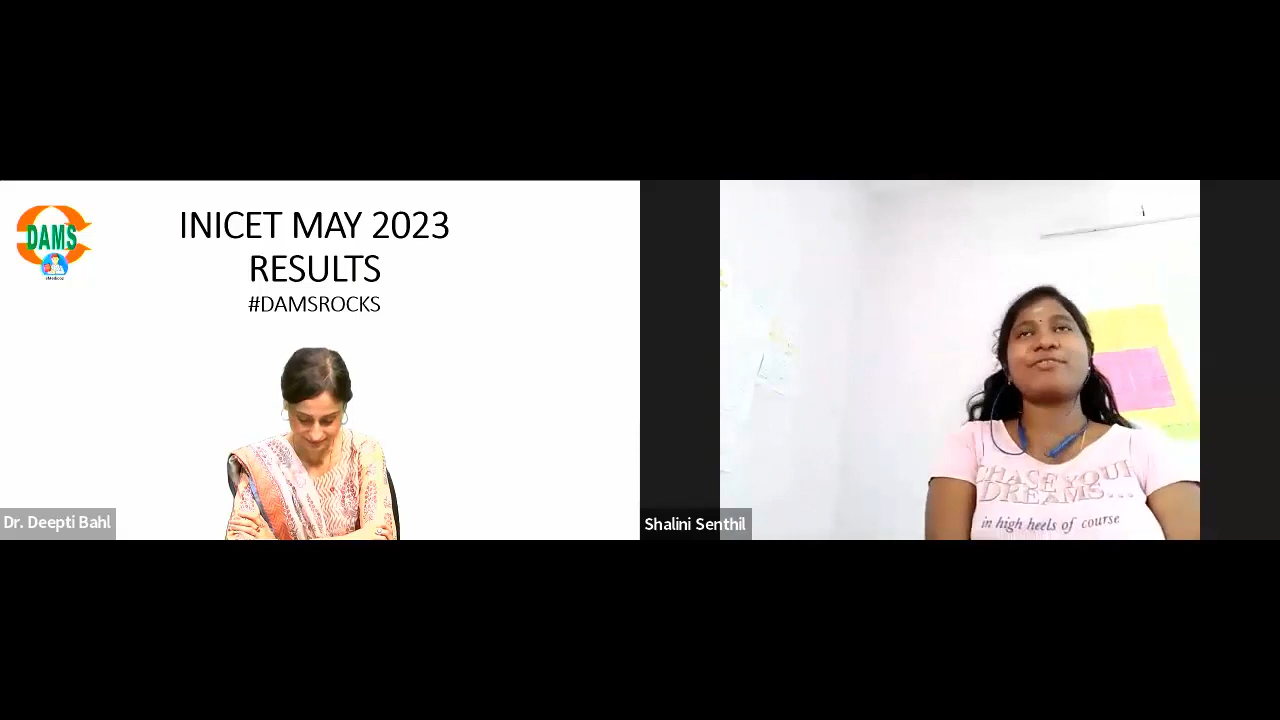 DAMS
INICET MAY 2023
RESULTS
#DAMSROCKS
Dr. Deepti Bahl
Shalini Senthil
CHASE YOUR
DREAMS...
in high heels of course